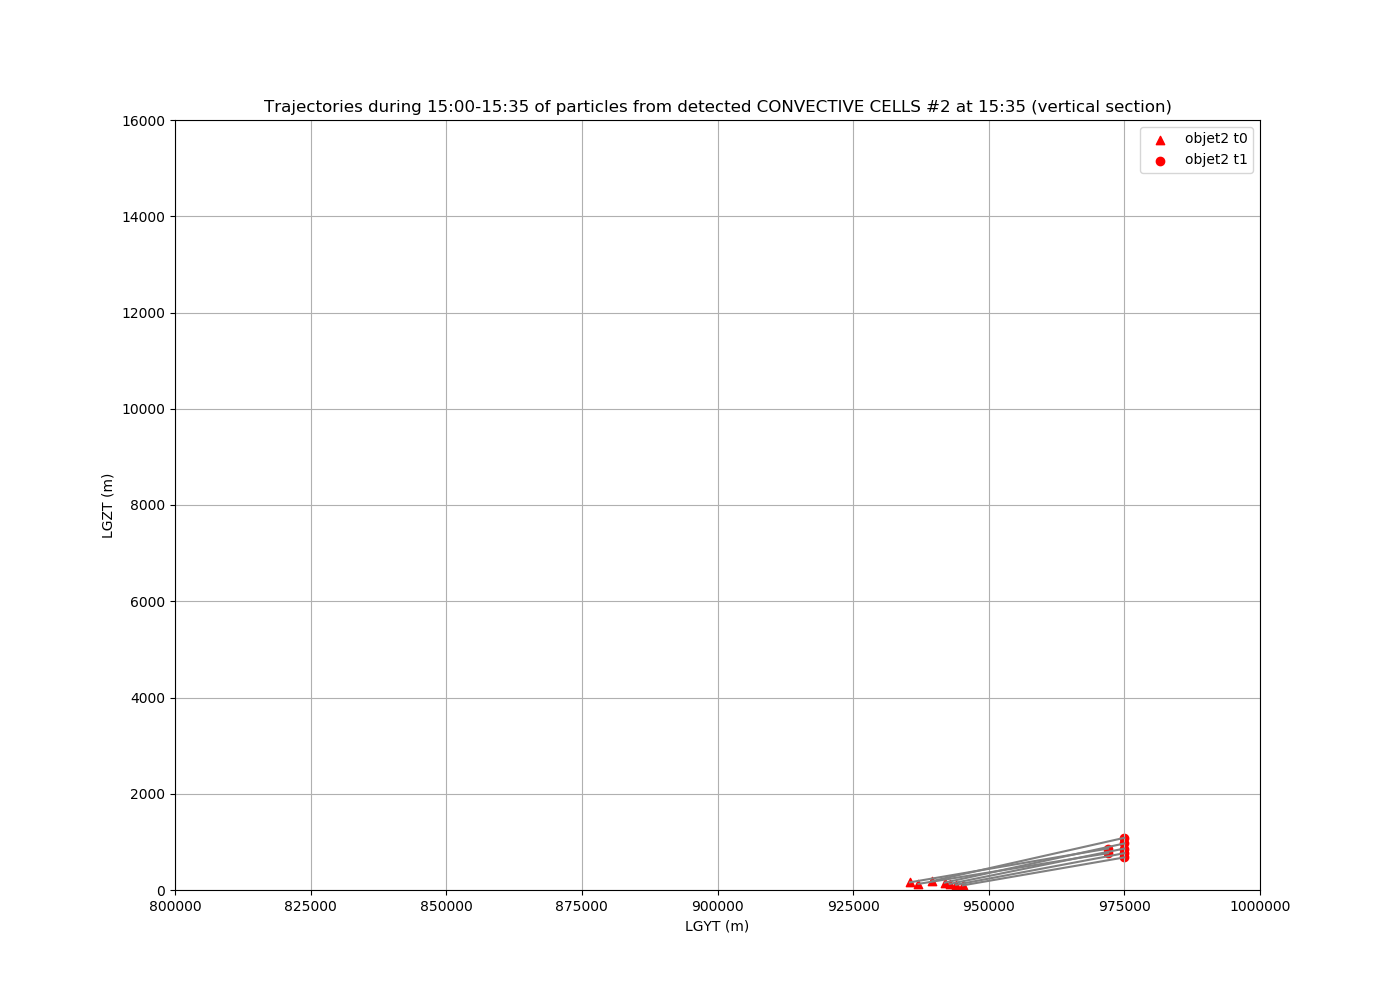 Trajectories during 15:00-15:35 of particles from detected CONVECTIVE CELLS #2 at 15:35 (vertical section)
objet2 t0
objet2 t1
16000
14000
12000
10000
8000
6000
4000
2000
0
LGZT (m)
800000 825000 850000 875000 900000 925000 950000 975000 1000000
LGYT (m)